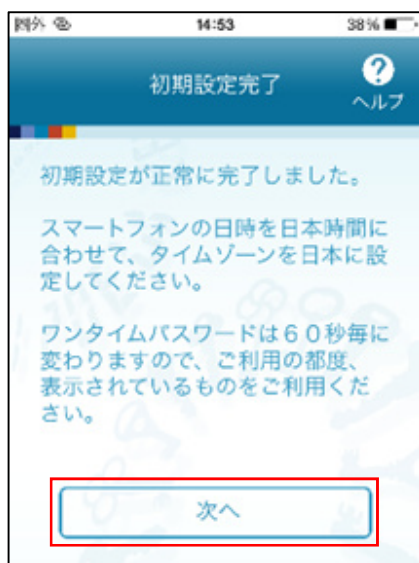 圏外 14:53 38%
初期設定完了
?
ヘルプ
初期設定が正常に完了しました。
スマートフォンの日時を日本時間に
合わせて、タイムゾーンを日本に設
定してください。
ワンタイムパスワードは60秒毎に
変わりますので、ご利用の都度、
表示されているものをご利用くだ
さい。
次へ